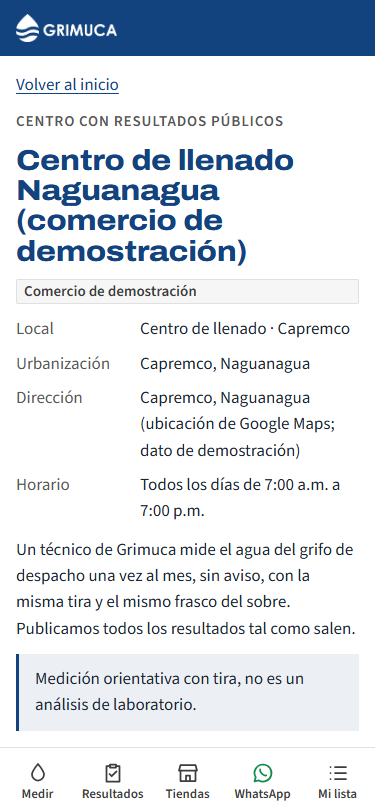 GRIMUCA
Volver al inicio
CENTRO CON RESULTADOS PÚBLICOS
Centro de llenado
Naguanagua
(comercio de
demostración)
Comercio de demostración
Local Centro de llenado · Capremco
Urbanización Capremco, Naguanagua
Dirección Capremco, Naguanagua
(ubicación de Google Maps;
dato de demostración)
Horario Todos los días de 7:00 a.m. a
7:00 p.m.
Un técnico de Grimuca mide el agua del grifo de
despacho una vez al mes, sin aviso, con la
misma tira y el mismo frasco del sobre.
Publicamos todos los resultados tal como salen.
Medición orientativa con tira, no es un
análisis de laboratorio.
Medir Resultados Tiendas WhatsApp Mi lista